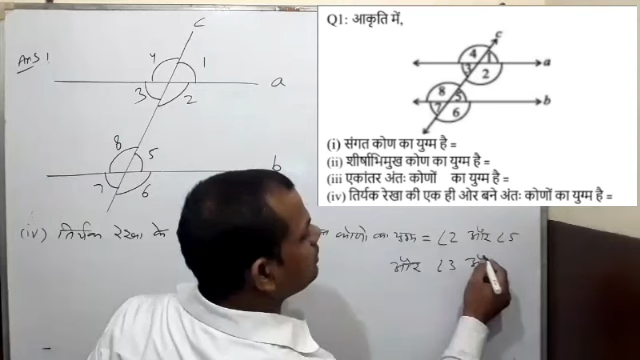 Ans 1
c
4
1
a
3
2
8
5
b
7
6
(iv) तिर्यक रेखा के कोणों का युग्म = ∠2 और ∠5
और ∠3
Q1: आकृति में,
c
4
1
a
3
2
8
5
b
7
6
(i) संगत कोण का युग्म है =
(ii) शीर्षाभिमुख कोण का युग्म है =
(iii एकांतर अंतः कोणों का युग्म है =
(iv) तिर्यक रेखा की एक ही ओर बने अंतः कोणों का युग्म है =